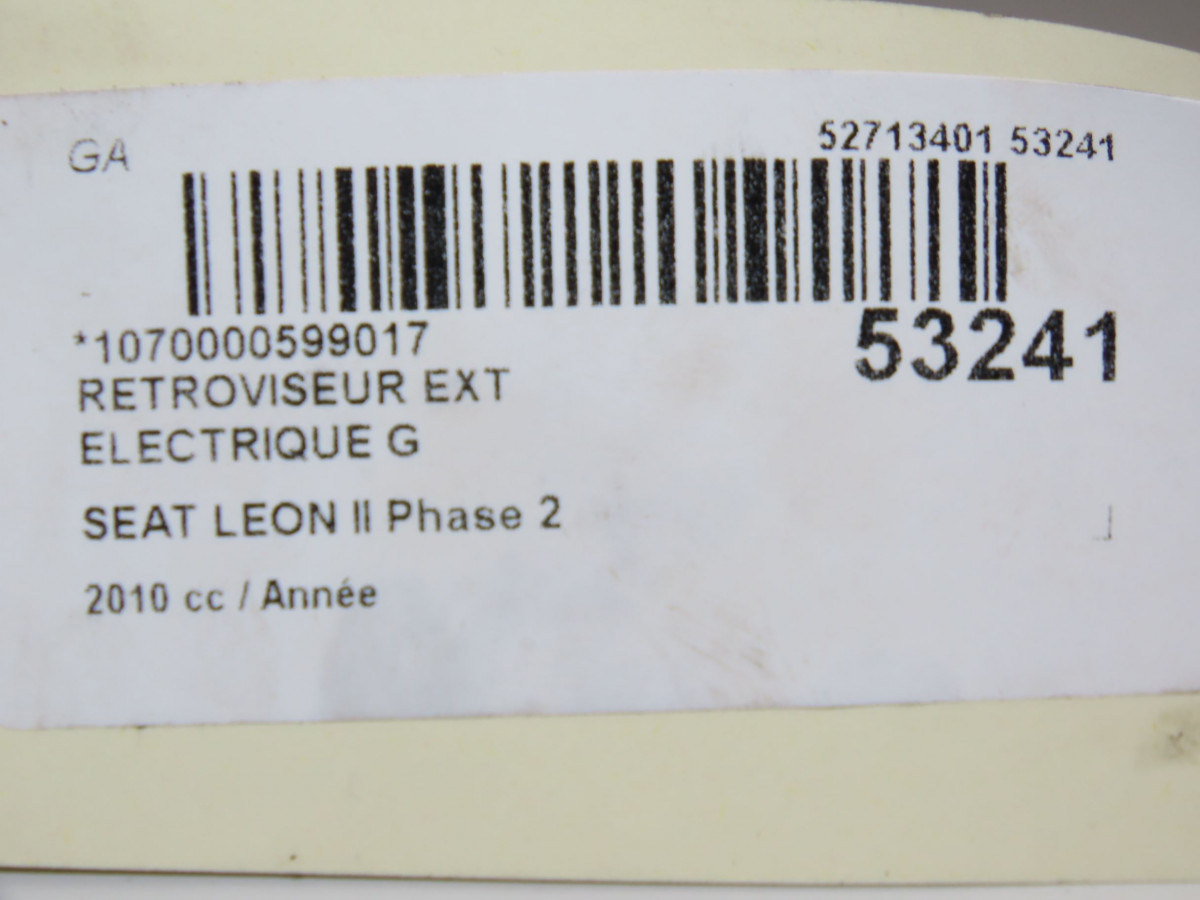 GA
52713401 53241
*1070000599017
53241
RETROVISEUR EXT
ELECTRIQUE G
SEAT LEON II Phase 2
2010 cc / Année